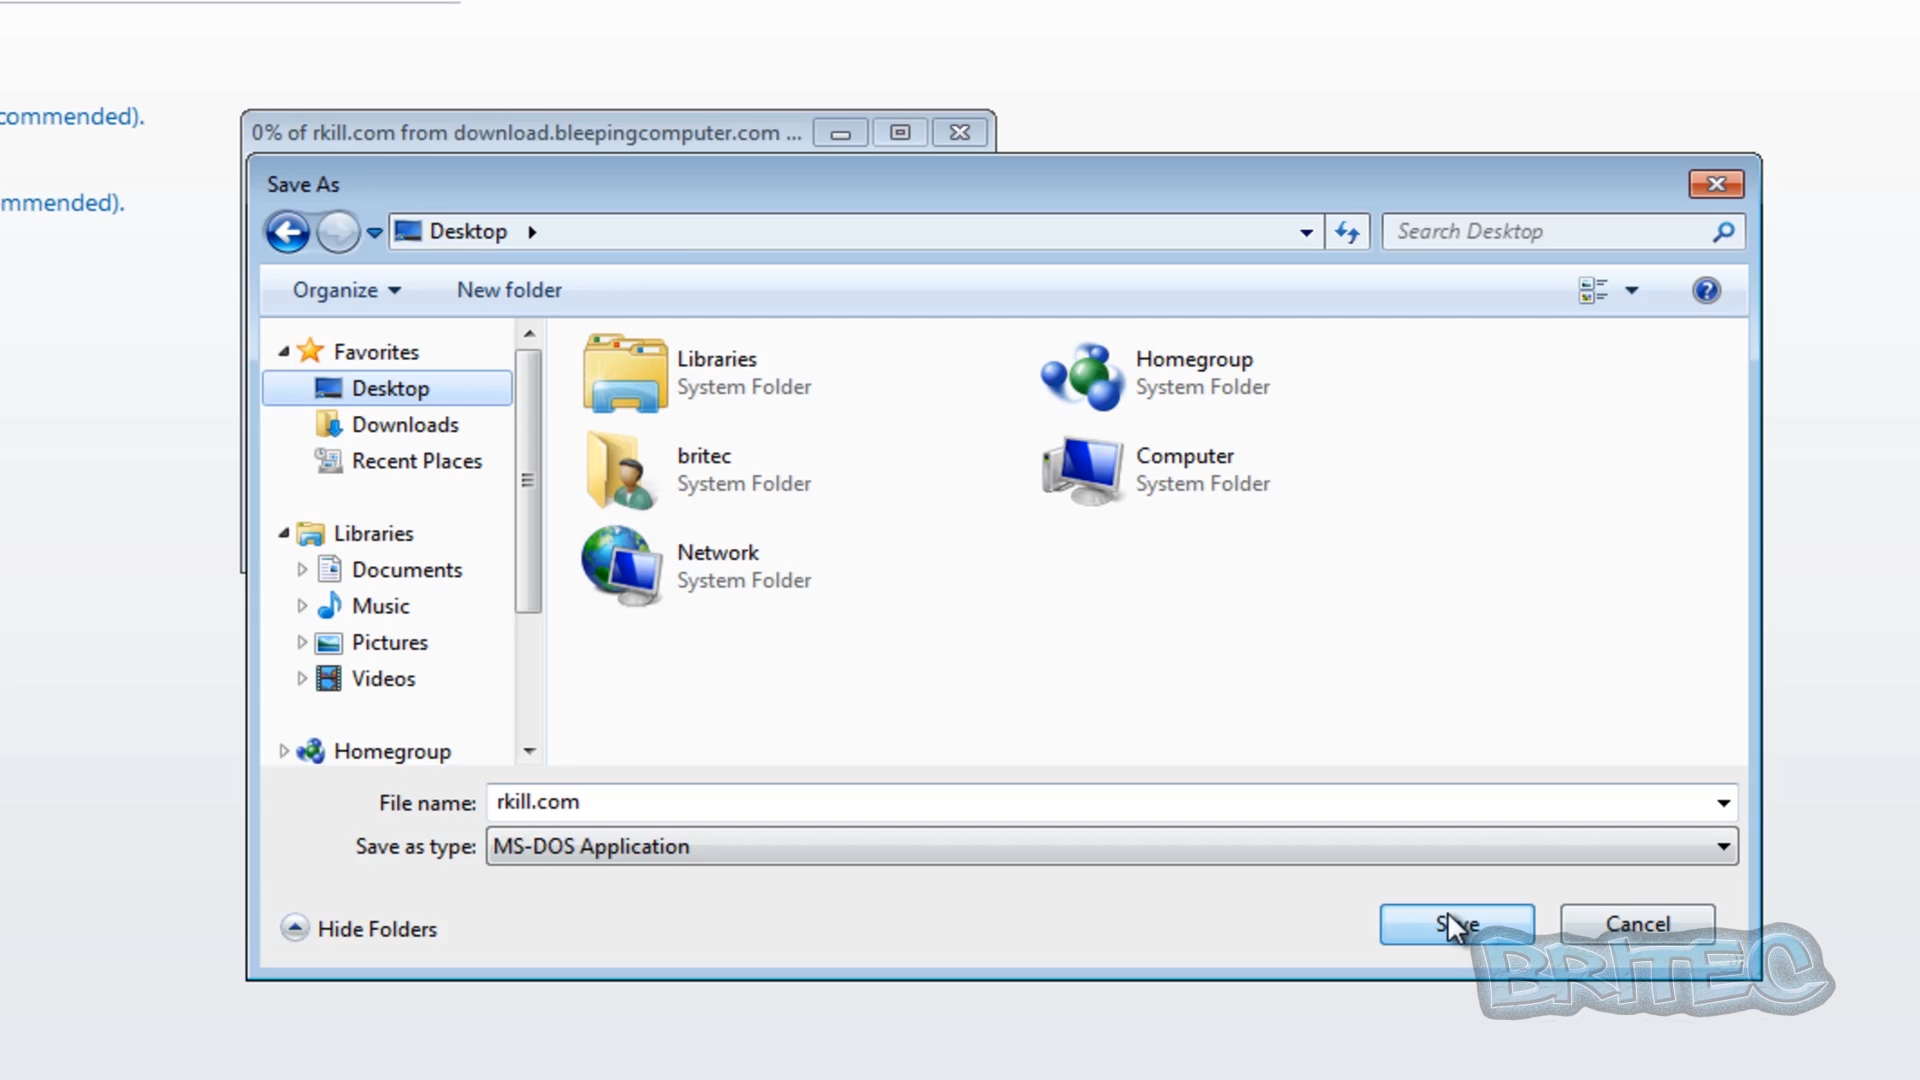 commended).
mmended).
0% of rkill.com from download.bleepingcomputer.com ...
Save As
Desktop
Search Desktop
Organize
New folder
Favorites
Desktop
Downloads
Recent Places
Libraries
Documents
Music
Pictures
Videos
Homegroup
Libraries
System Folder
Homegroup
System Folder
britec
System Folder
Computer
System Folder
Network
System Folder
File name: rkill.com
Save as type: MS-DOS Application
Hide Folders
Save
Cancel
BRITEC